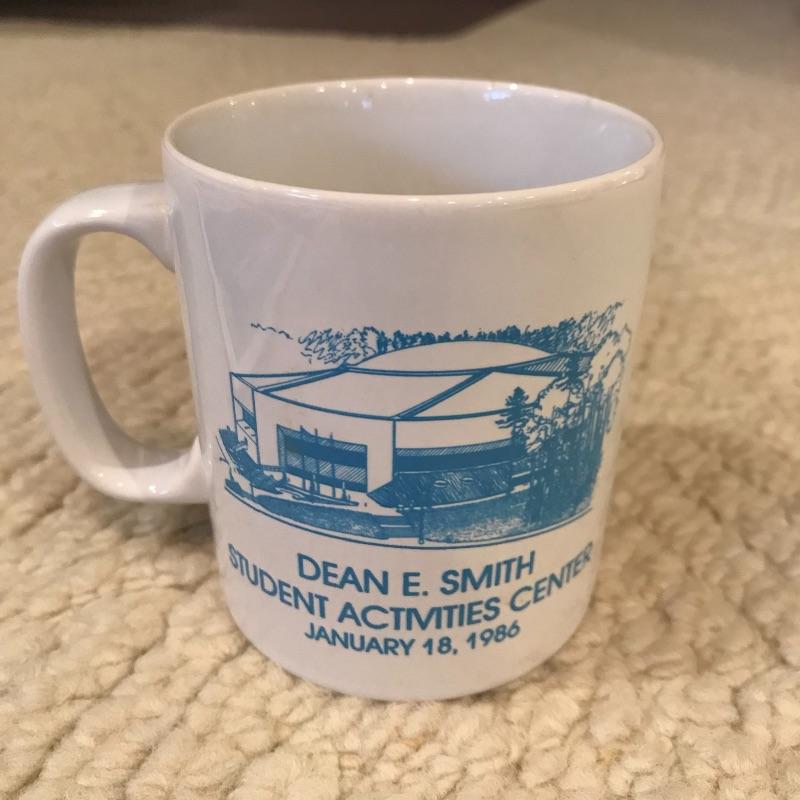 DEAN E. SMITH
STUDENT ACTIVITIES CENTER
JANUARY 18, 1986